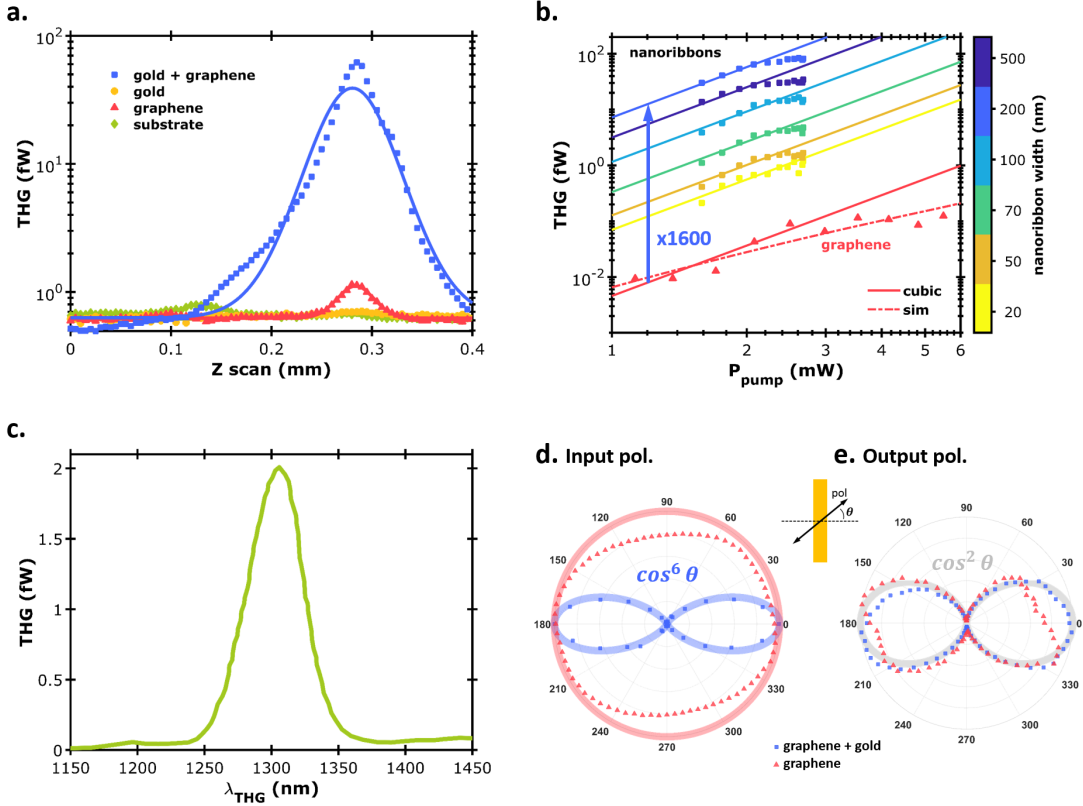 a.
10²
10¹
10⁰
THG (fW)
gold + graphene
gold
graphene
substrate
0 0.1 0.2 0.3 0.4
Z scan (mm)
b.
nanoribbons
10²
10⁰
10⁻²
THG (fW)
x1600
graphene
cubic
sim
1 2 3 4 5 6
P_pump (mW)
500
200
100
70
50
20
nanoribbon width (nm)
c.
2
1.5
1
0.5
0
THG (fW)
1150 1200 1250 1300 1350 1400 1450
λ_THG (nm)
d. Input pol.
90
120 60
150 30
cos⁶ θ
180 0
210 330
240 300
270
pol
θ
e. Output pol.
90
120 60
150 30
cos² θ
180 0
210 330
240 300
270
graphene + gold
graphene